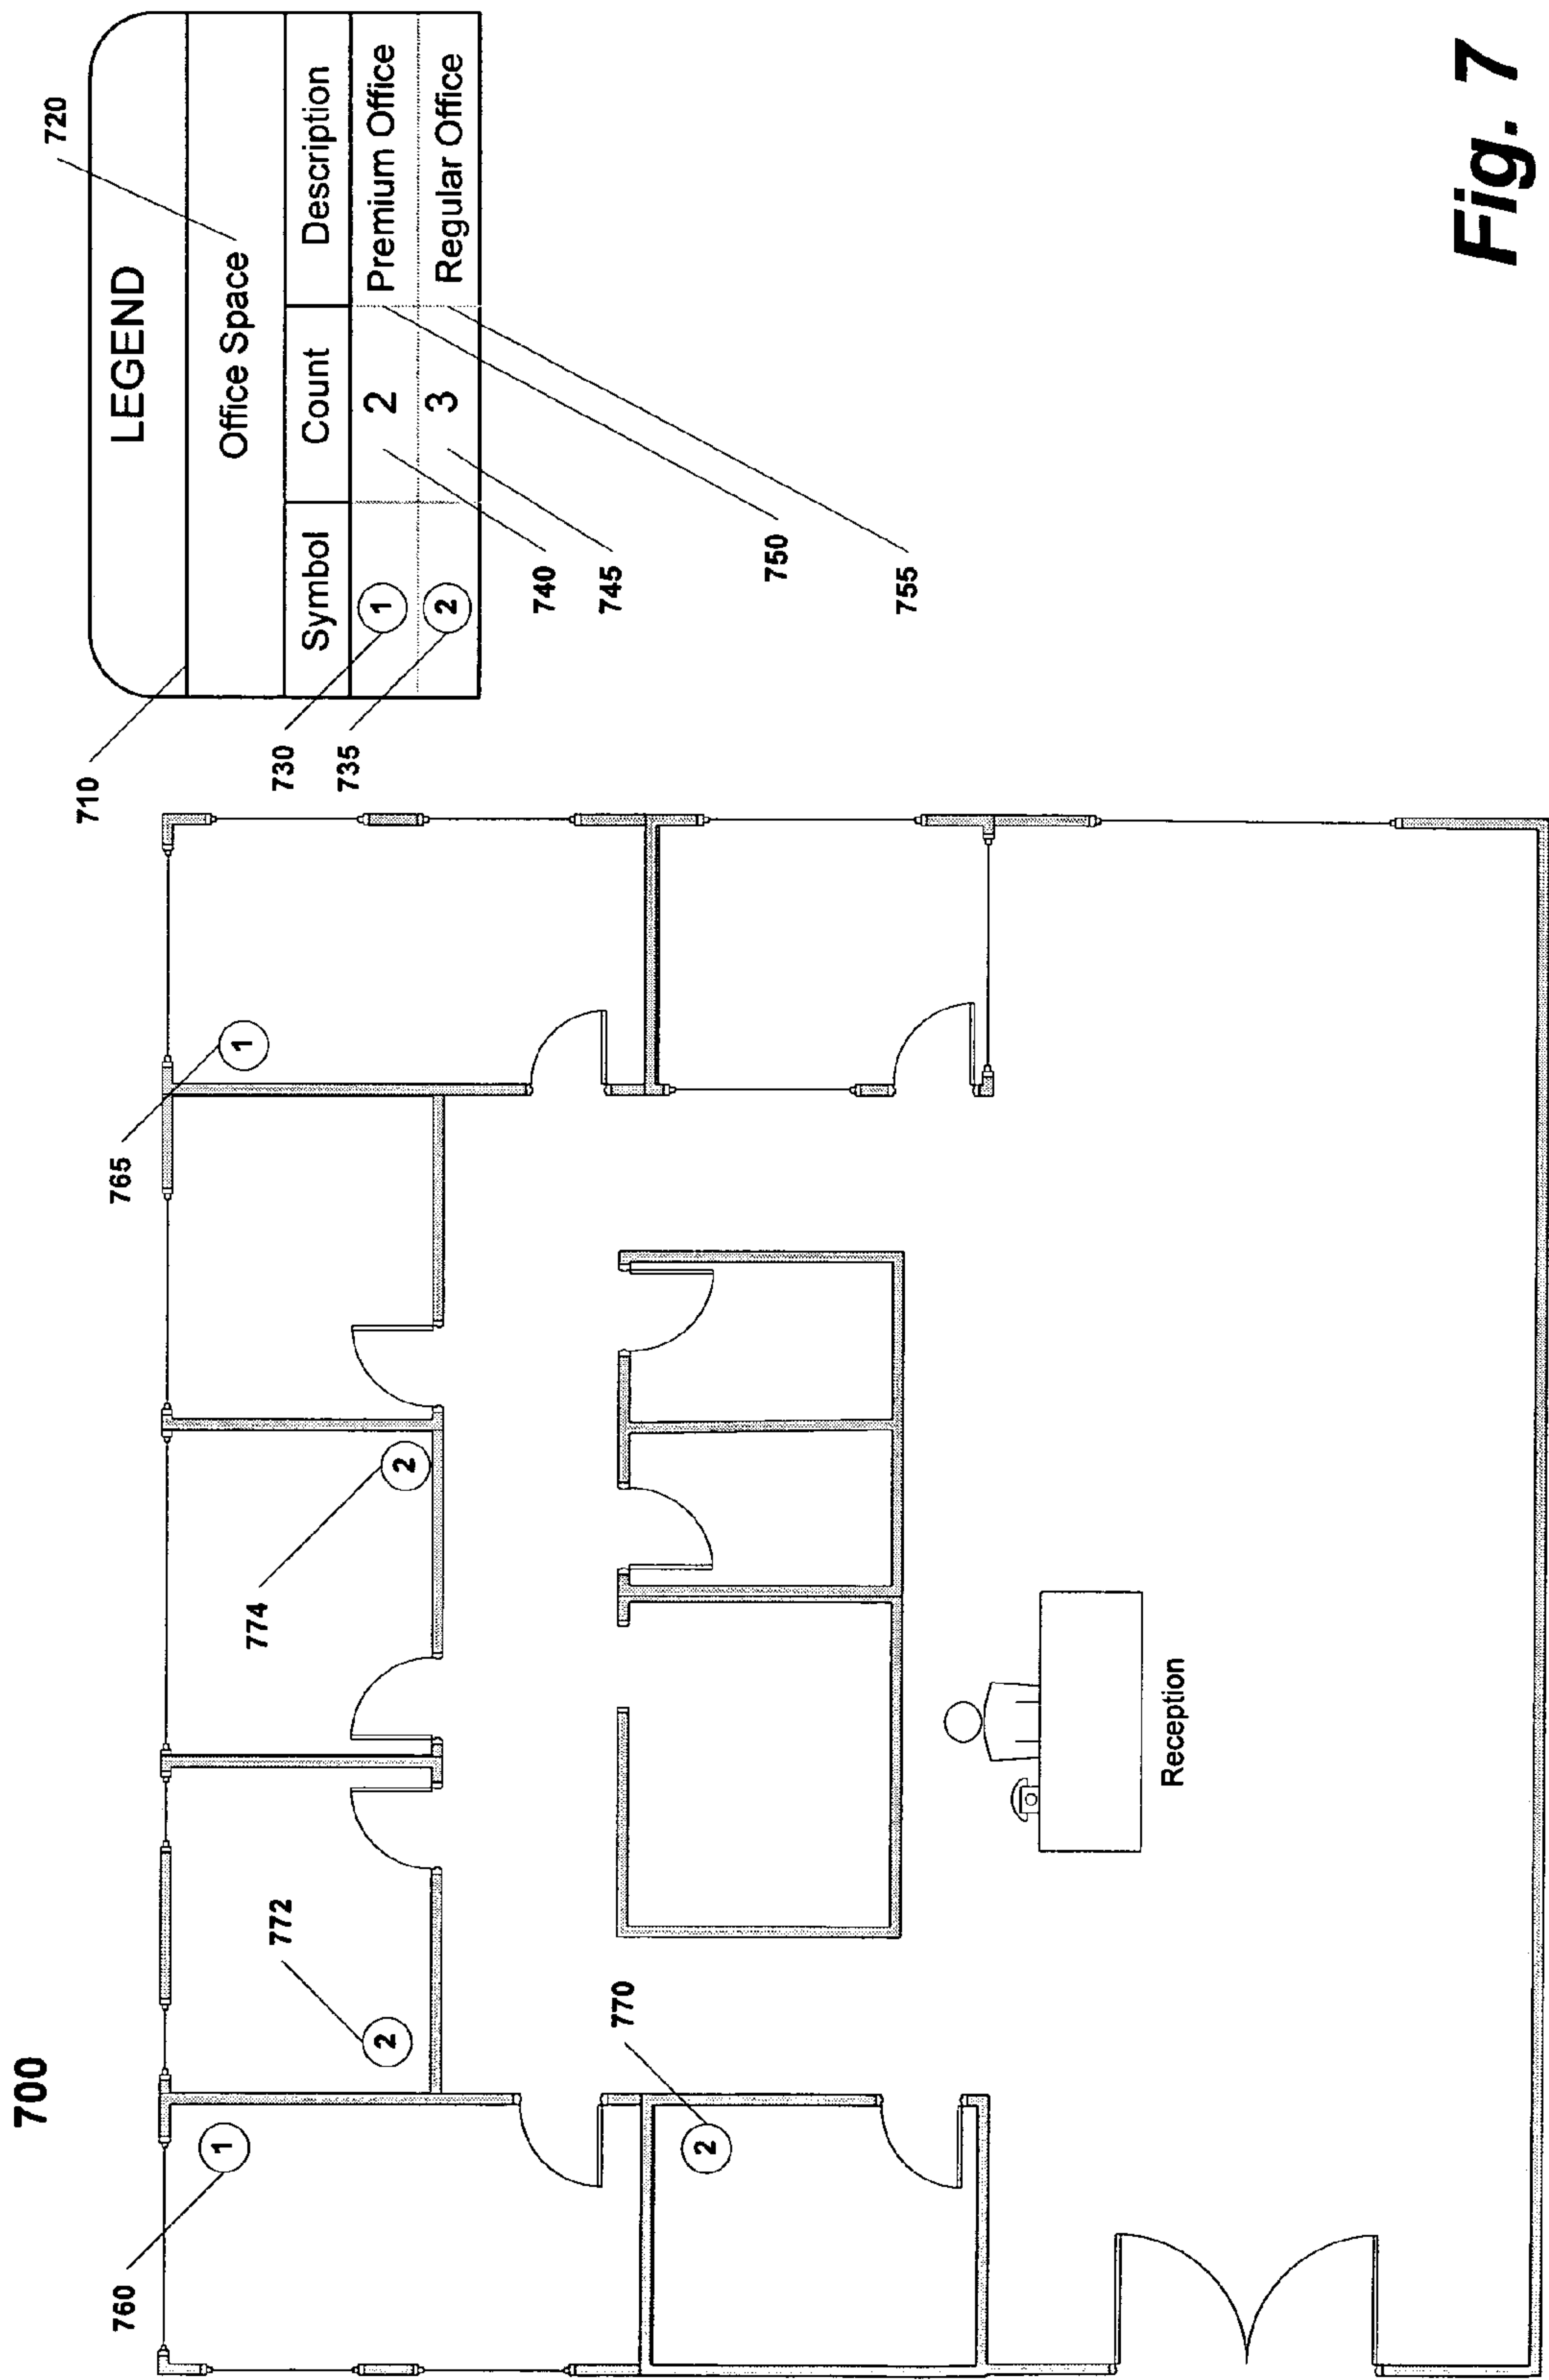 700
LEGEND
Office Space
Symbol Count Description
1 2 Premium Office
2 3 Regular Office
710
720
730
735
740
745
750
755
760
1
765
1
772
2
774
2
770
2
Reception
Fig. 7